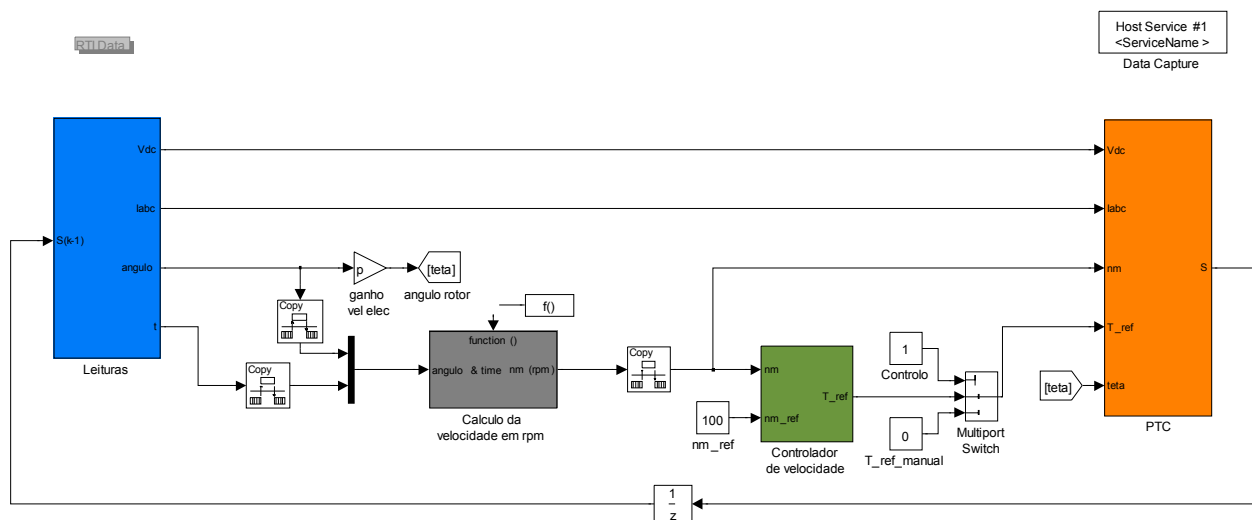 Host Service #1
<ServiceName >
Data Capture
RTI Data
Vdc
Iabc
S(k-1)
angulo
t
Leituras
p
ganho
vel elec
[teta]
angulo rotor
Copy
Copy
f()
function ()
angulo & time
nm (rpm)
Calculo da
velocidade em rpm
Copy
100
nm_ref
nm
nm_ref
T_ref
Controlador
de velocidade
1
Controlo
0
T_ref_manual
Multiport
Switch
[teta]
Vdc
Iabc
nm
T_ref
teta
S
PTC
1
z